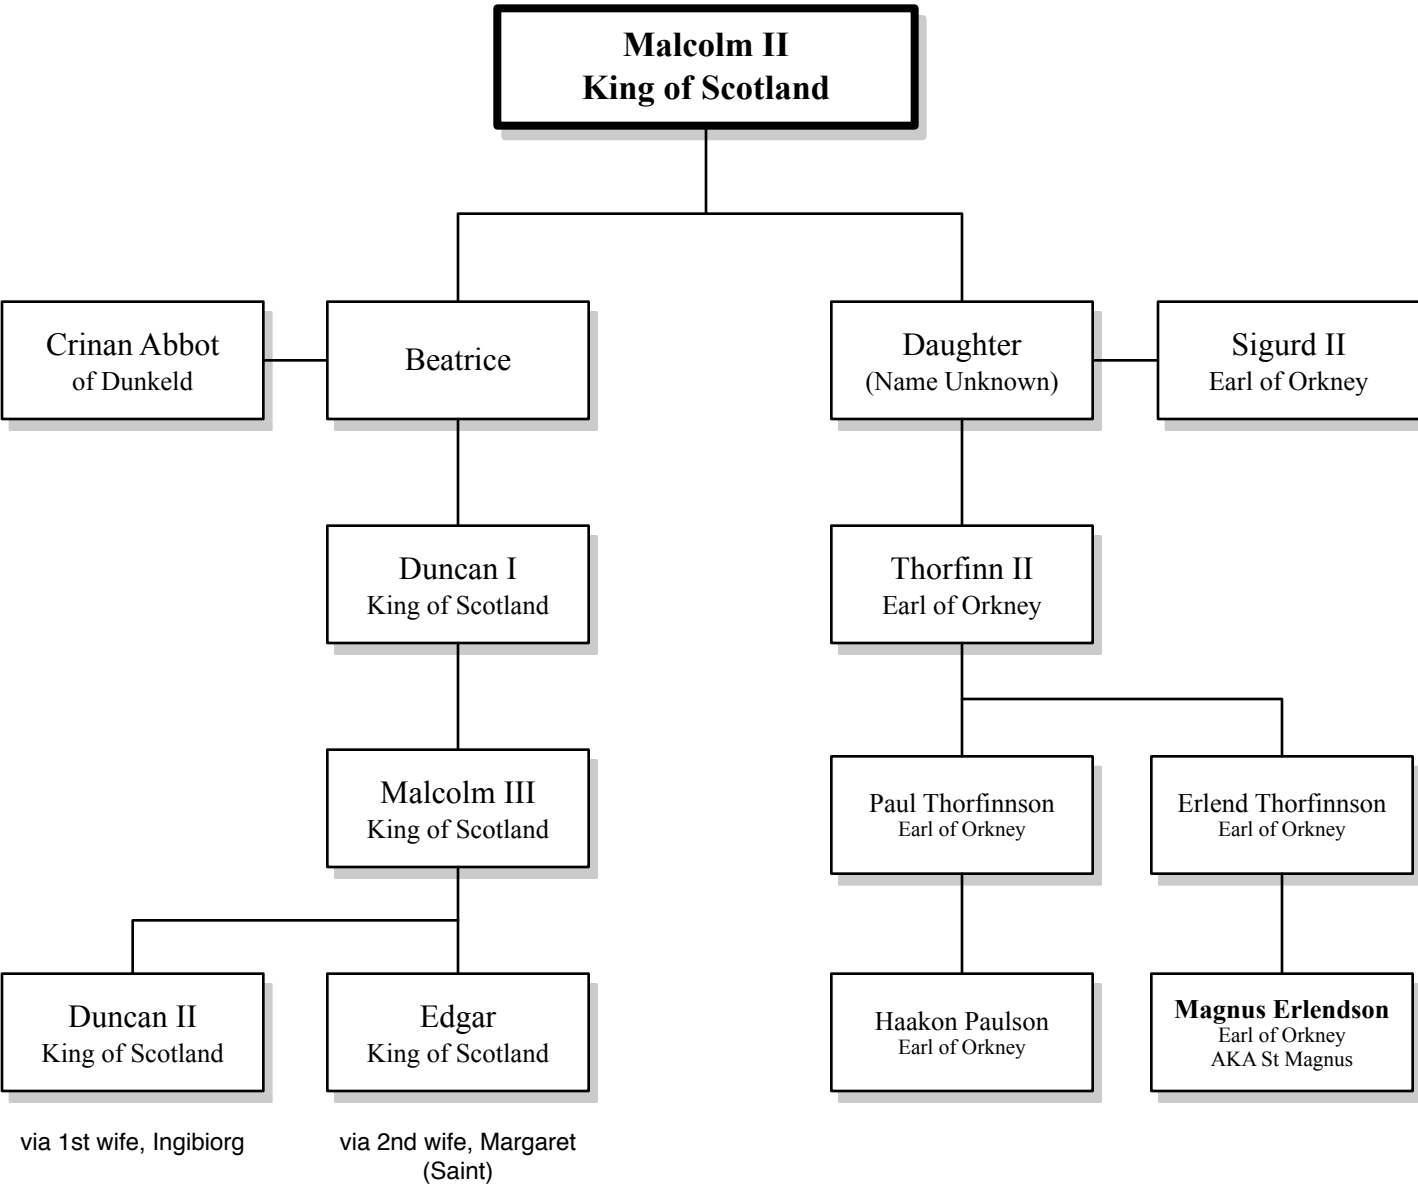 Malcolm II
King of Scotland
Crinan Abbot
of Dunkeld
Beatrice
Daughter
(Name Unknown)
Sigurd II
Earl of Orkney
Duncan I
King of Scotland
Thorfinn II
Earl of Orkney
Malcolm III
King of Scotland
Paul Thorfinnson
Earl of Orkney
Erlend Thorfinnson
Earl of Orkney
Duncan II
King of Scotland
Edgar
King of Scotland
Haakon Paulson
Earl of Orkney
Magnus Erlendson
Earl of Orkney
AKA St Magnus
via 1st wife, Ingibiorg
via 2nd wife, Margaret
(Saint)